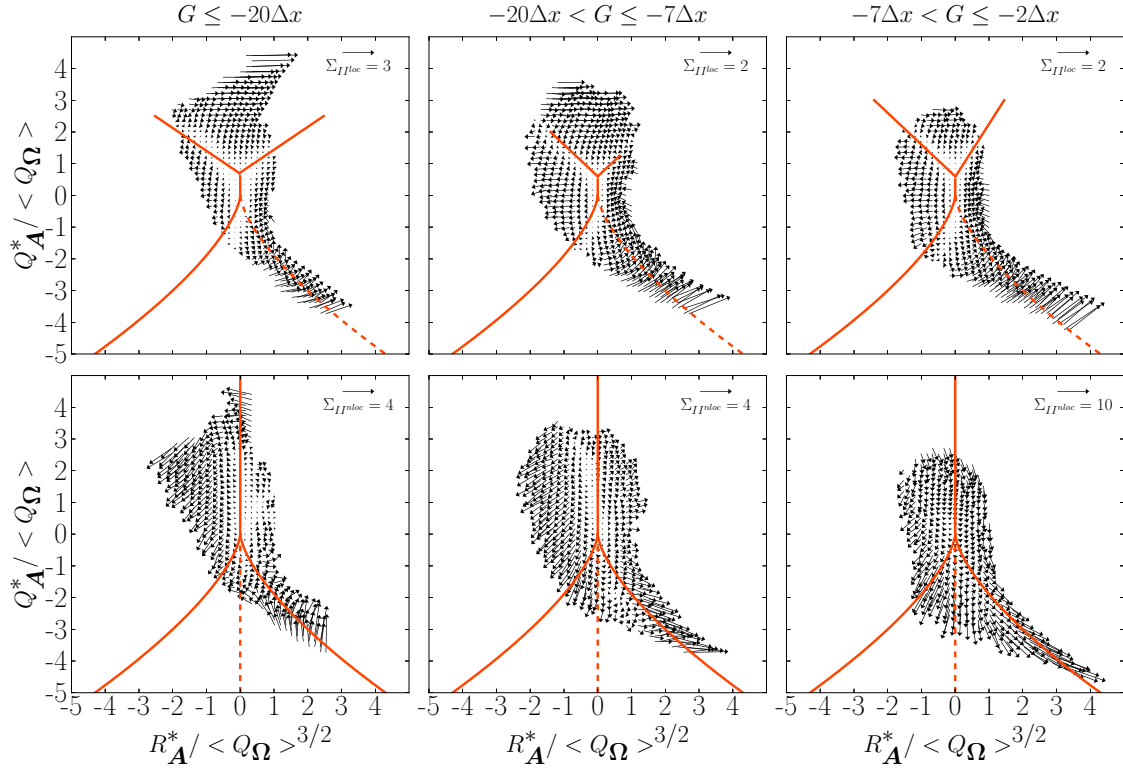 G ≤ −20Δx −20Δx < G ≤ −7Δx −7Δx < G ≤ −2Δx
Σ_{II^{loc}} = 3 Σ_{II^{loc}} = 2 Σ_{II^{loc}} = 2
4
3
2
1
0
-1
-2
-3
-4
-5
Q*_A / < Q_Ω >
Σ_{II^{nloc}} = 4 Σ_{II^{nloc}} = 4 Σ_{II^{nloc}} = 10
4
3
2
1
0
-1
-2
-3
-4
-5
Q*_A / < Q_Ω >
-5 -4 -3 -2 -1 0 1 2 3 4 -5 -4 -3 -2 -1 0 1 2 3 4 -5 -4 -3 -2 -1 0 1 2 3 4 5
R*_A / < Q_Ω >^{3/2} R*_A / < Q_Ω >^{3/2} R*_A / < Q_Ω >^{3/2}